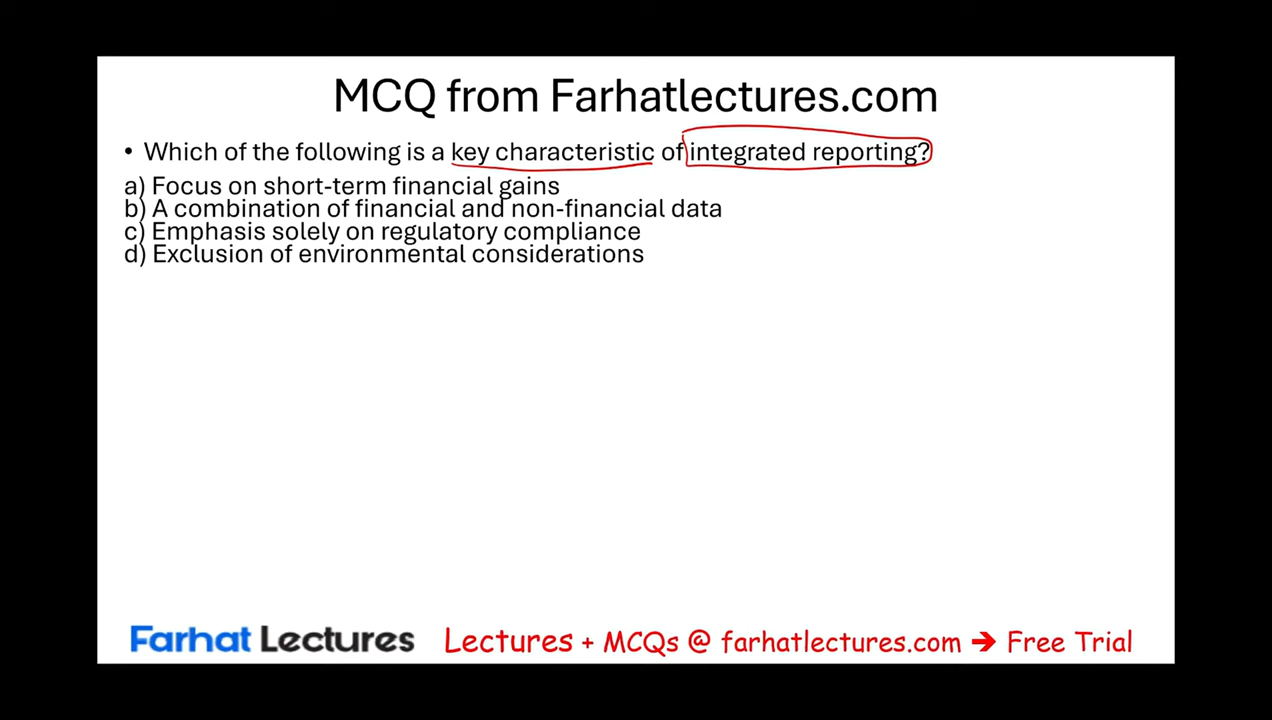 MCQ from Farhatlectures.com
• Which of the following is a key characteristic of integrated reporting?
a) Focus on short-term financial gains
b) A combination of financial and non-financial data
c) Emphasis solely on regulatory compliance
d) Exclusion of environmental considerations
Farhat Lectures Lectures + MCQs @ farhatlectures.com → Free Trial